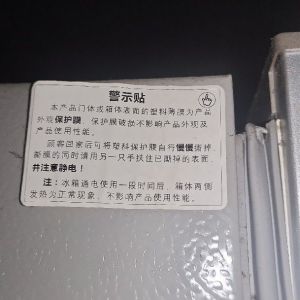 警示贴
本产品门体或箱体表面的塑料薄膜为产品
外观保护膜，保护膜破损不影响产品外观及
产品使用性能。
顾客回家后可将塑料保护膜自行慢慢撕掉
撕膜的同时请用另一只手扶住已撕掉的表面
并注意静电！
注：冰箱通电使用一段时间后，箱体两侧
发热为正常现象，不影响产品使用性能。